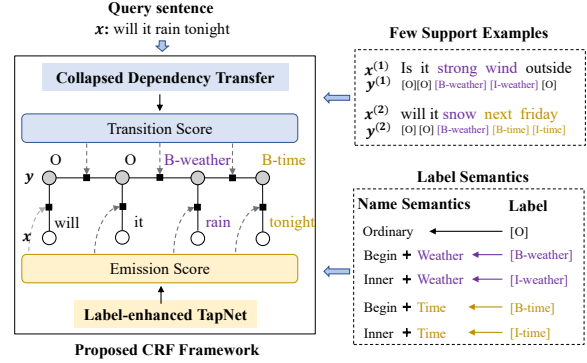 Query sentence
x: will it rain tonight
Collapsed Dependency Transfer
Transition Score
O O B-weather B-time
y
x will it rain tonight
Emission Score
Label-enhanced TapNet
Proposed CRF Framework
Few Support Examples
x(1) Is it strong wind outside
y(1) [O][O] [B-weather] [I-weather] [O]
x(2) will it snow next friday
y(2) [O] [O] [B-weather] [B-time] [I-time]
Label Semantics
Name Semantics Label
Ordinary [O]
Begin + Weather [B-weather]
Inner + Weather [I-weather]
Begin + Time [B-time]
Inner + Time [I-time]